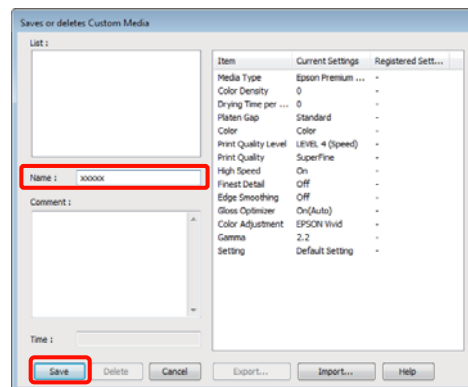 Saves or deletes Custom Media
List :
Name : xxxxx
Comment :
Time :
Item Current Settings Registered Sett...
Media Type Epson Premium ... -
Color Density 0 -
Drying Time per ... 0 -
Platen Gap Standard -
Color Color -
Print Quality Level LEVEL 4 (Speed) -
Print Quality SuperFine -
High Speed On -
Finest Detail Off -
Edge Smoothing Off -
Gloss Optimizer On(Auto) -
Color Adjustment EPSON Vivid -
Gamma 2.2 -
Setting Default Setting -
Save Delete Cancel Export... Import... Help